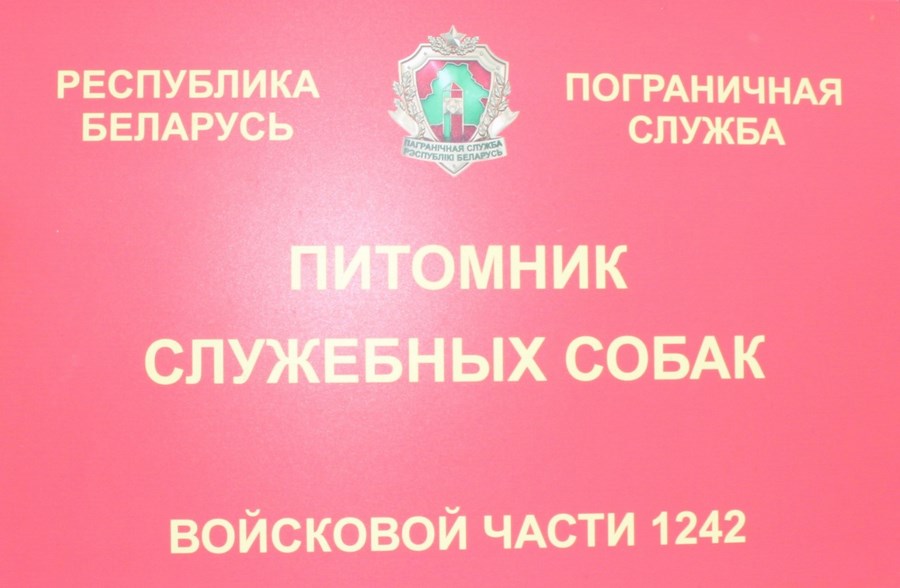 РЕСПУБЛИКА
БЕЛАРУСЬ
ПАГРАНІЧНАЯ СЛУЖБА
РЭСПУБЛІКІ БЕЛАРУСЬ
ПОГРАНИЧНАЯ
СЛУЖБА
ПИТОМНИК
СЛУЖЕБНЫХ СОБАК
ВОЙСКОВОЙ ЧАСТИ 1242